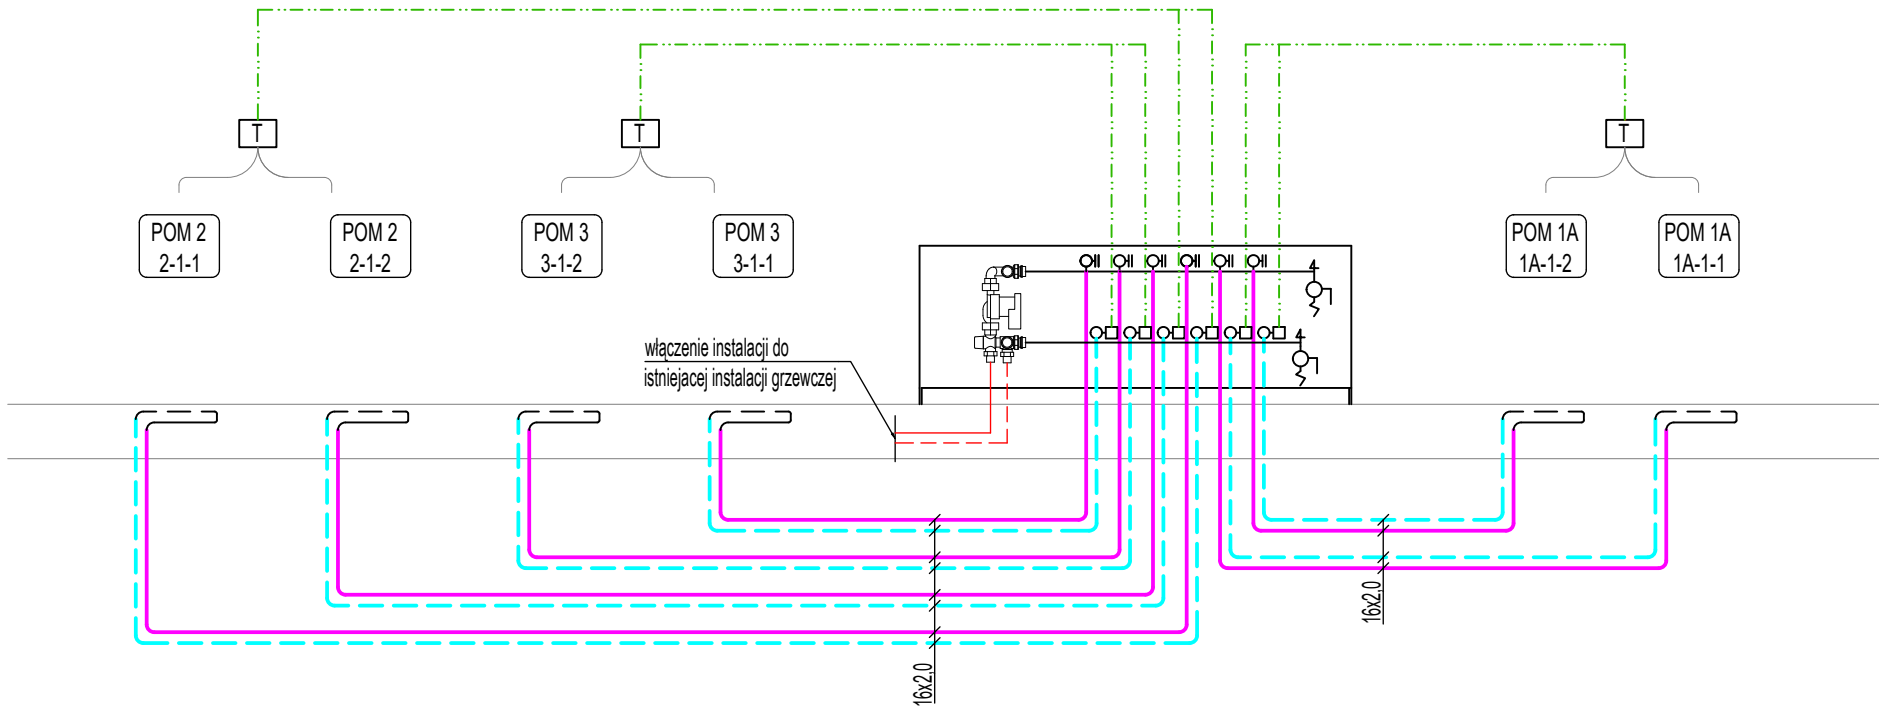 T
T
T
POM 2
2-1-1
POM 2
2-1-2
POM 3
3-1-2
POM 3
3-1-1
POM 1A
1A-1-2
POM 1A
1A-1-1
włączenie instalacji do
istniejacej instalacji grzewczej
16x2,0
16x2,0